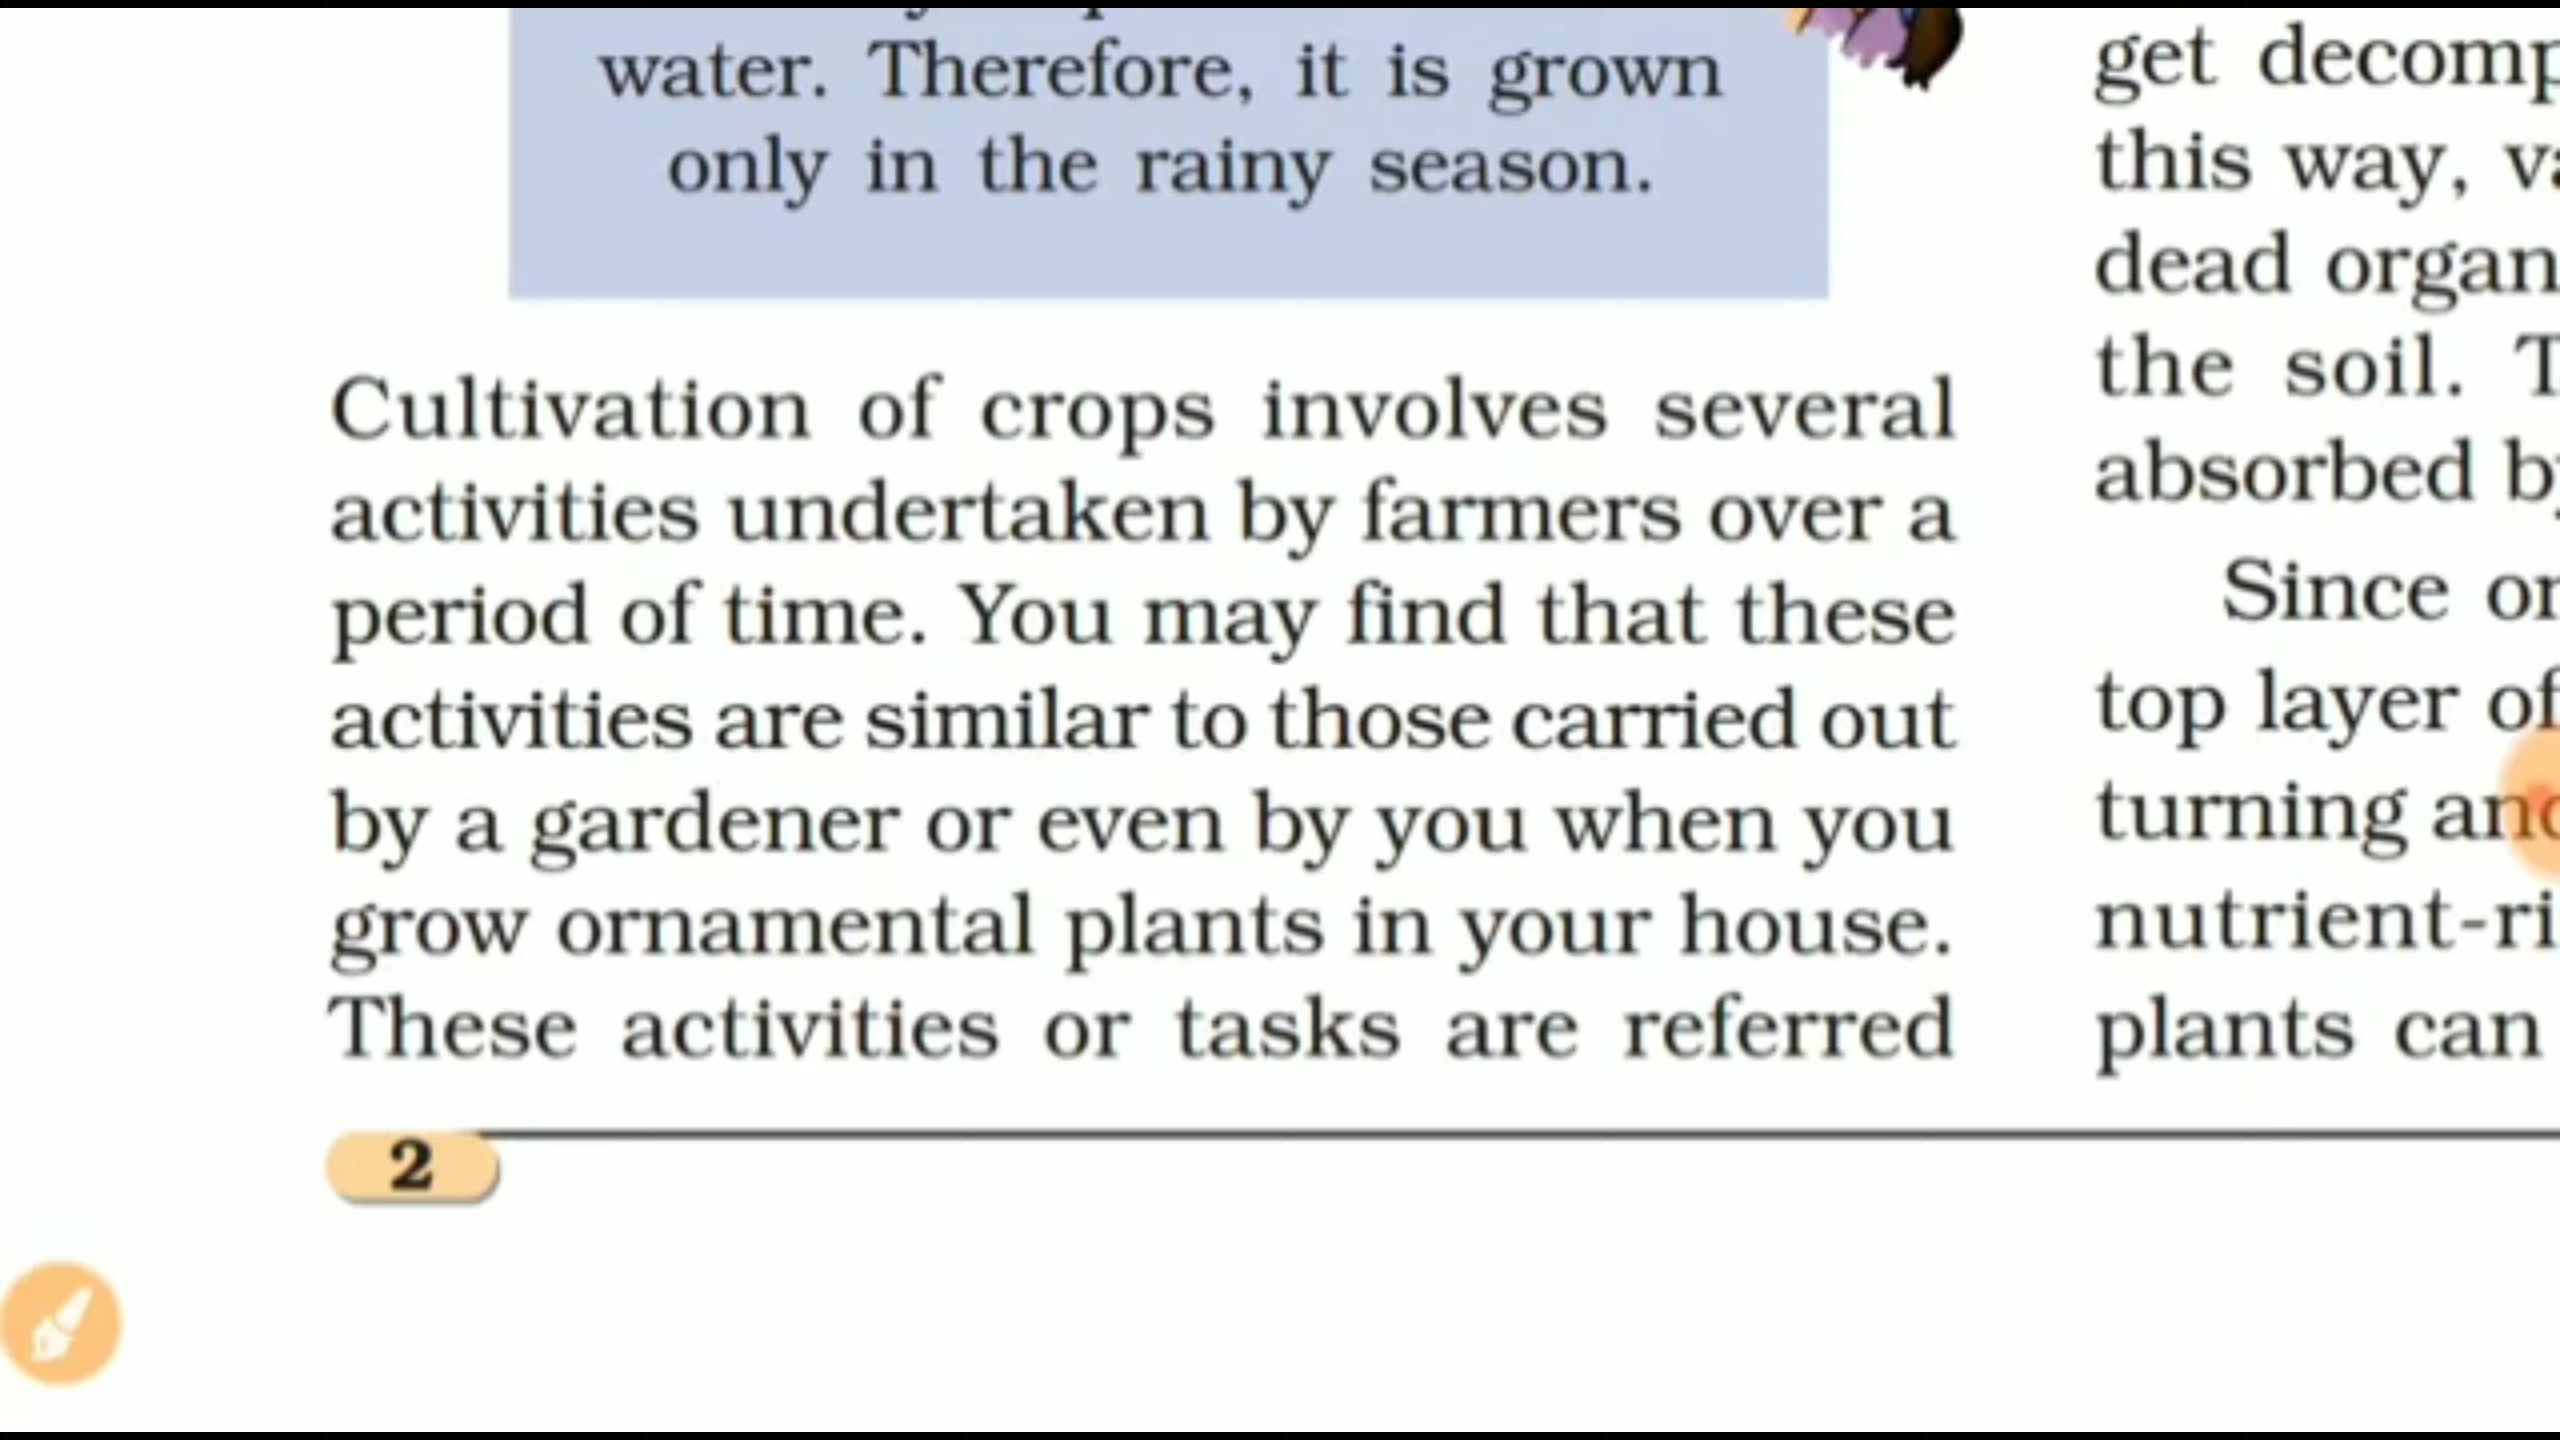 water. Therefore, it is grown
only in the rainy season.
Cultivation of crops involves several
activities undertaken by farmers over a
period of time. You may find that these
activities are similar to those carried out
by a gardener or even by you when you
grow ornamental plants in your house.
These activities or tasks are referred
2
get
this way,
dead
the soil.
absorbed
Since
top layer of
turning
plants can